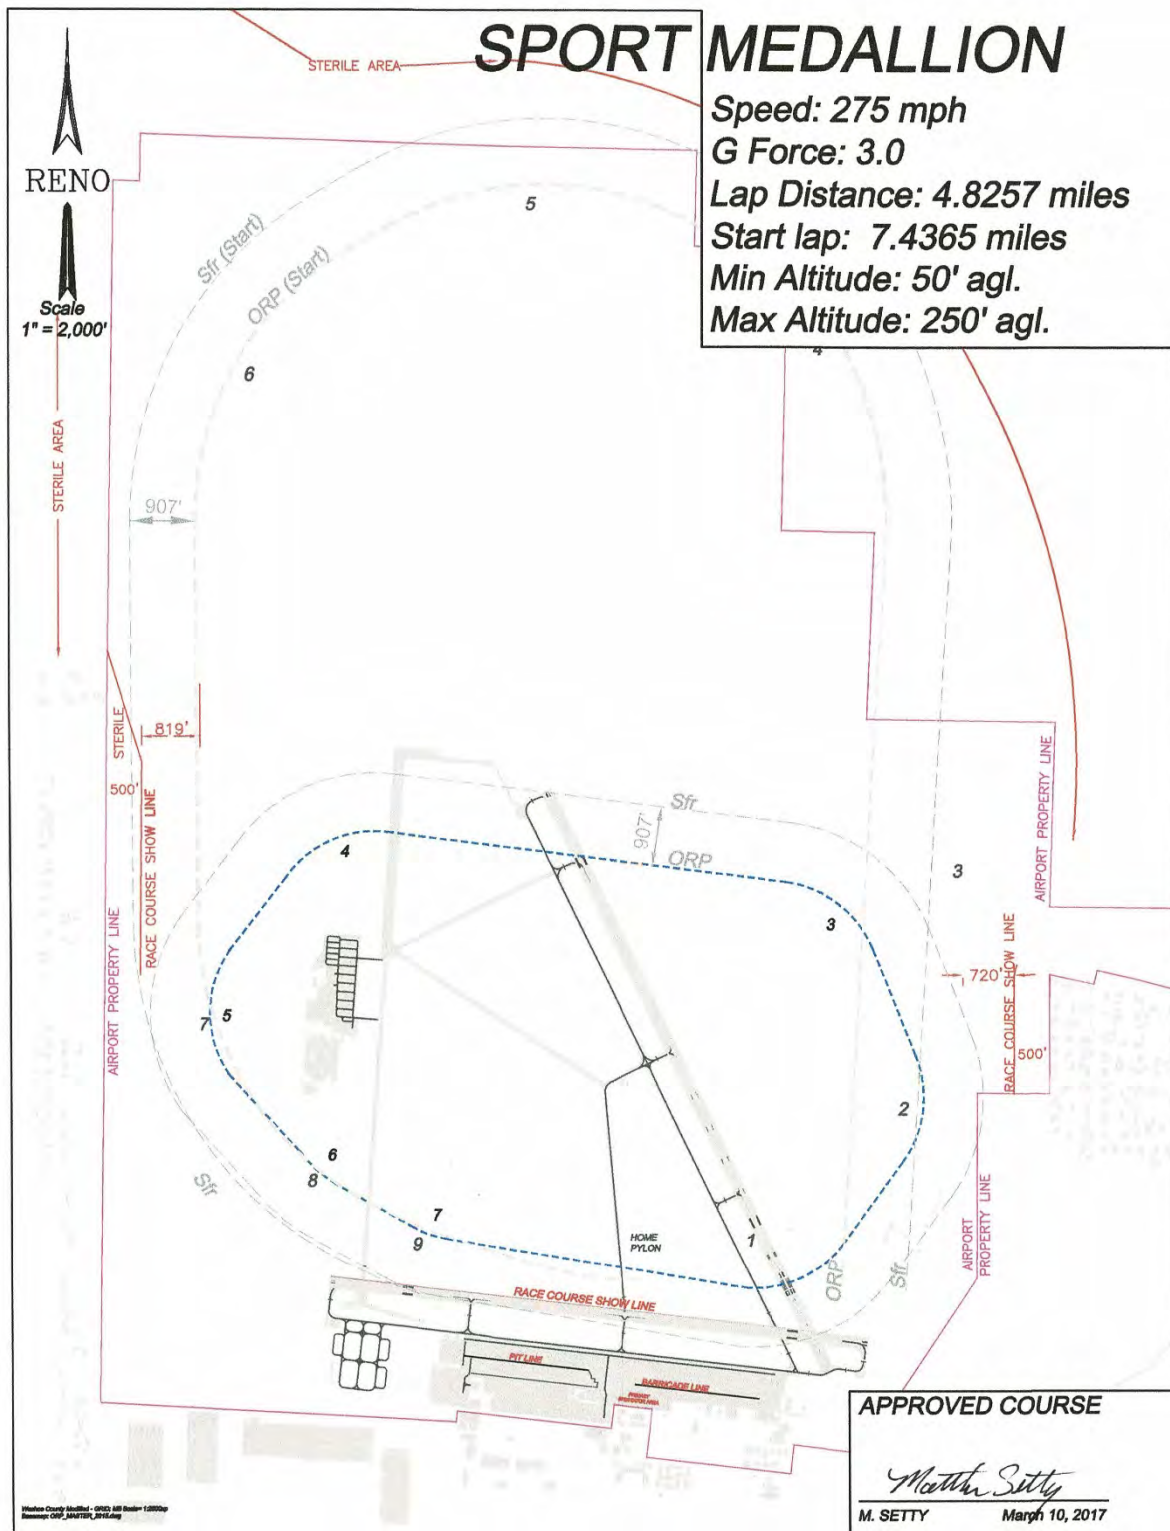 SPORT MEDALLION
Speed: 275 mph
G Force: 3.0
Lap Distance: 4.8257 miles
Start lap: 7.4365 miles
Min Altitude: 50' agl.
Max Altitude: 250' agl.
STERILE AREA
RENO
Scale
1" = 2,000'
STERILE AREA
Sfr (Start)
ORP (Start)
5
4
6
907'
STERILE
819'
500'
RACE COURSE SHOW LINE
AIRPORT PROPERTY LINE
Sfr
907'
ORP
4
3
3
AIRPORT PROPERTY LINE
RACE COURSE SHOW LINE
720'
500'
7
5
2
6
8
Sfr
7
9
HOME
PYLON
1
ORP
Sfr
AIRPORT
PROPERTY LINE
RACE COURSE SHOW LINE
PIT LINE
BARRICADE LINE
APPROVED COURSE
Matthew Setty
M. SETTY
March 10, 2017